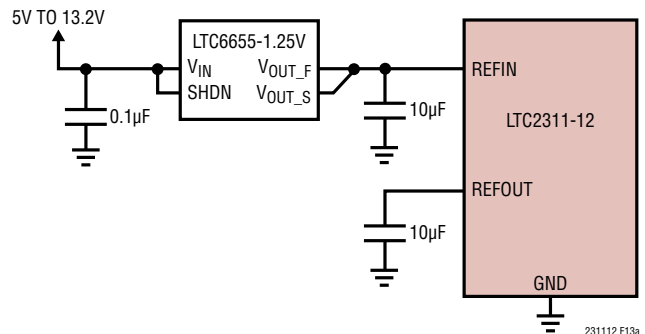 5V TO 13.2V
LTC6655-1.25V
VIN
VOUT_F
SHDN
VOUT_S
0.1µF
10µF
REFIN
LTC2311-12
REFOUT
10µF
GND
231112 F13a